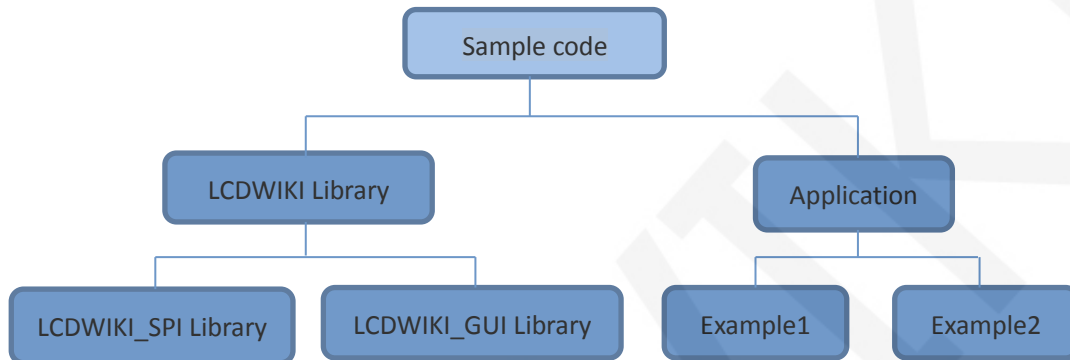 Sample code
LCDWIKI Library
Application
LCDWIKI_SPI Library
LCDWIKI_GUI Library
Example1
Example2